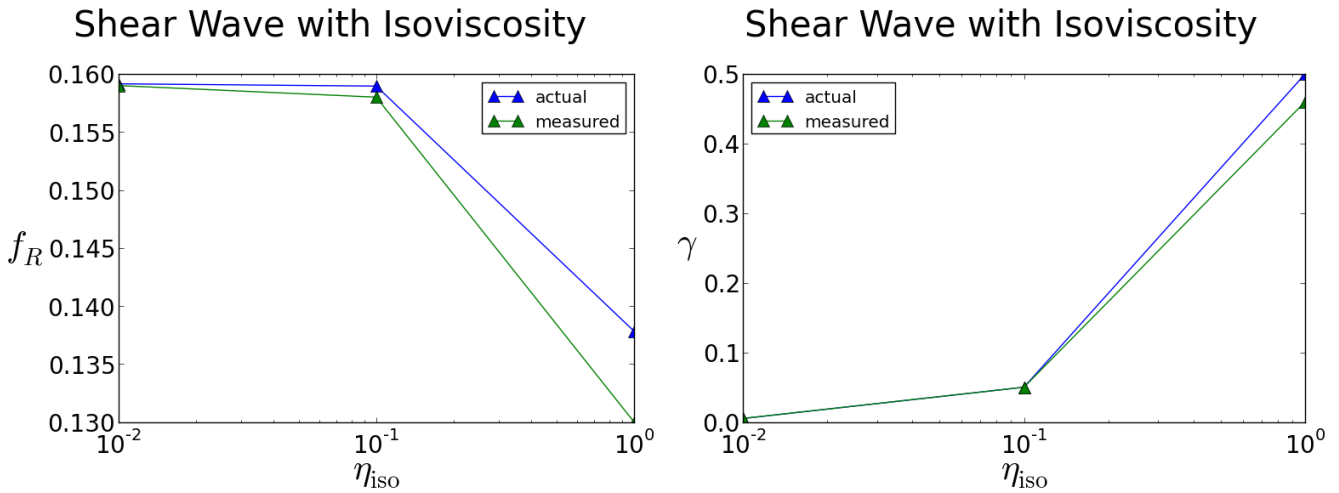 Shear Wave with Isoviscosity
0.160
0.155
0.150
0.145
0.140
0.135
0.130
f_R
actual
measured
10^-2
10^-1
10^0
η_iso
Shear Wave with Isoviscosity
0.5
0.4
0.3
0.2
0.1
0.0
γ
actual
measured
10^-2
10^-1
10^0
η_iso